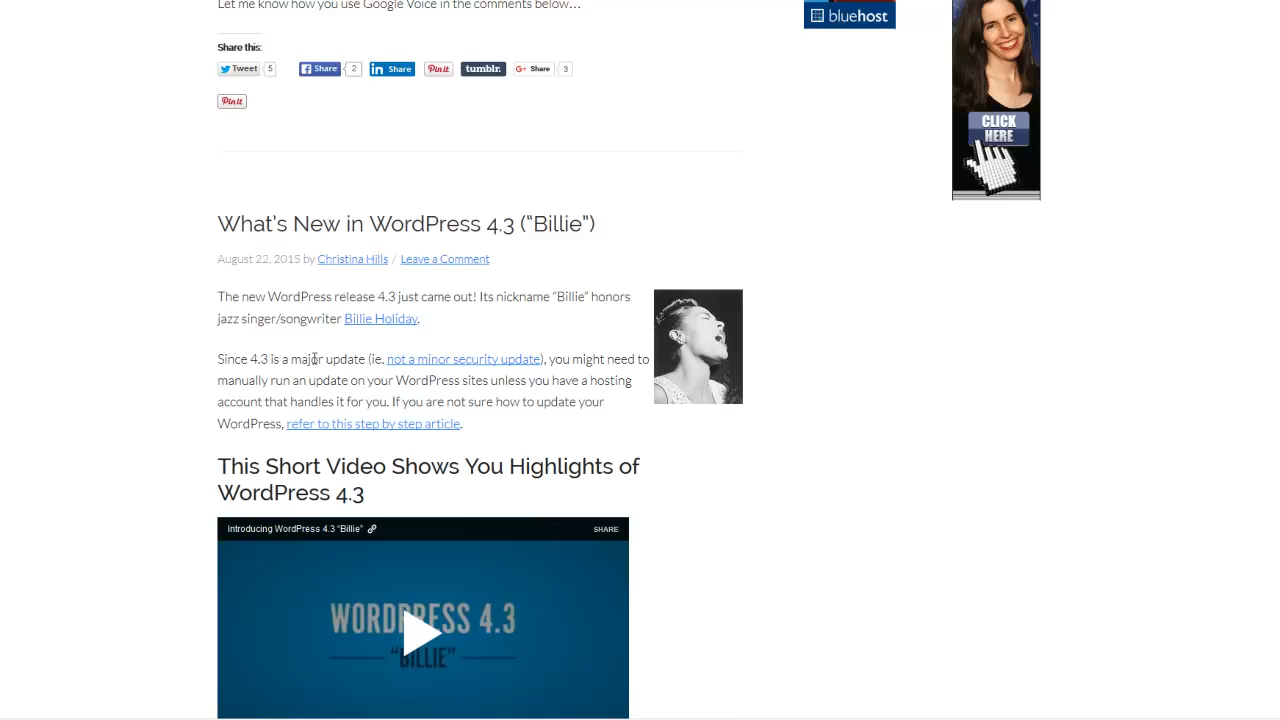 Let me know how you use Google Voice in the comments below…
bluehost
Share this:
Tweet 5 Share 2 Share Pin it tumblr. G+ Share 3
Pin it
CLICK
HERE
What's New in WordPress 4.3 (“Billie”)
August 22, 2015 by Christina Hills / Leave a Comment
The new WordPress release 4.3 just came out! Its nickname “Billie” honors
jazz singer/songwriter Billie Holiday.
Since 4.3 is a major update (ie. not a minor security update), you might need to
manually run an update on your WordPress sites unless you have a hosting
account that handles it for you. If you are not sure how to update your
WordPress, refer to this step by step article.
This Short Video Shows You Highlights of
WordPress 4.3
Introducing WordPress 4.3 “Billie” SHARE
WORDPRESS 4.3
“BILLIE”